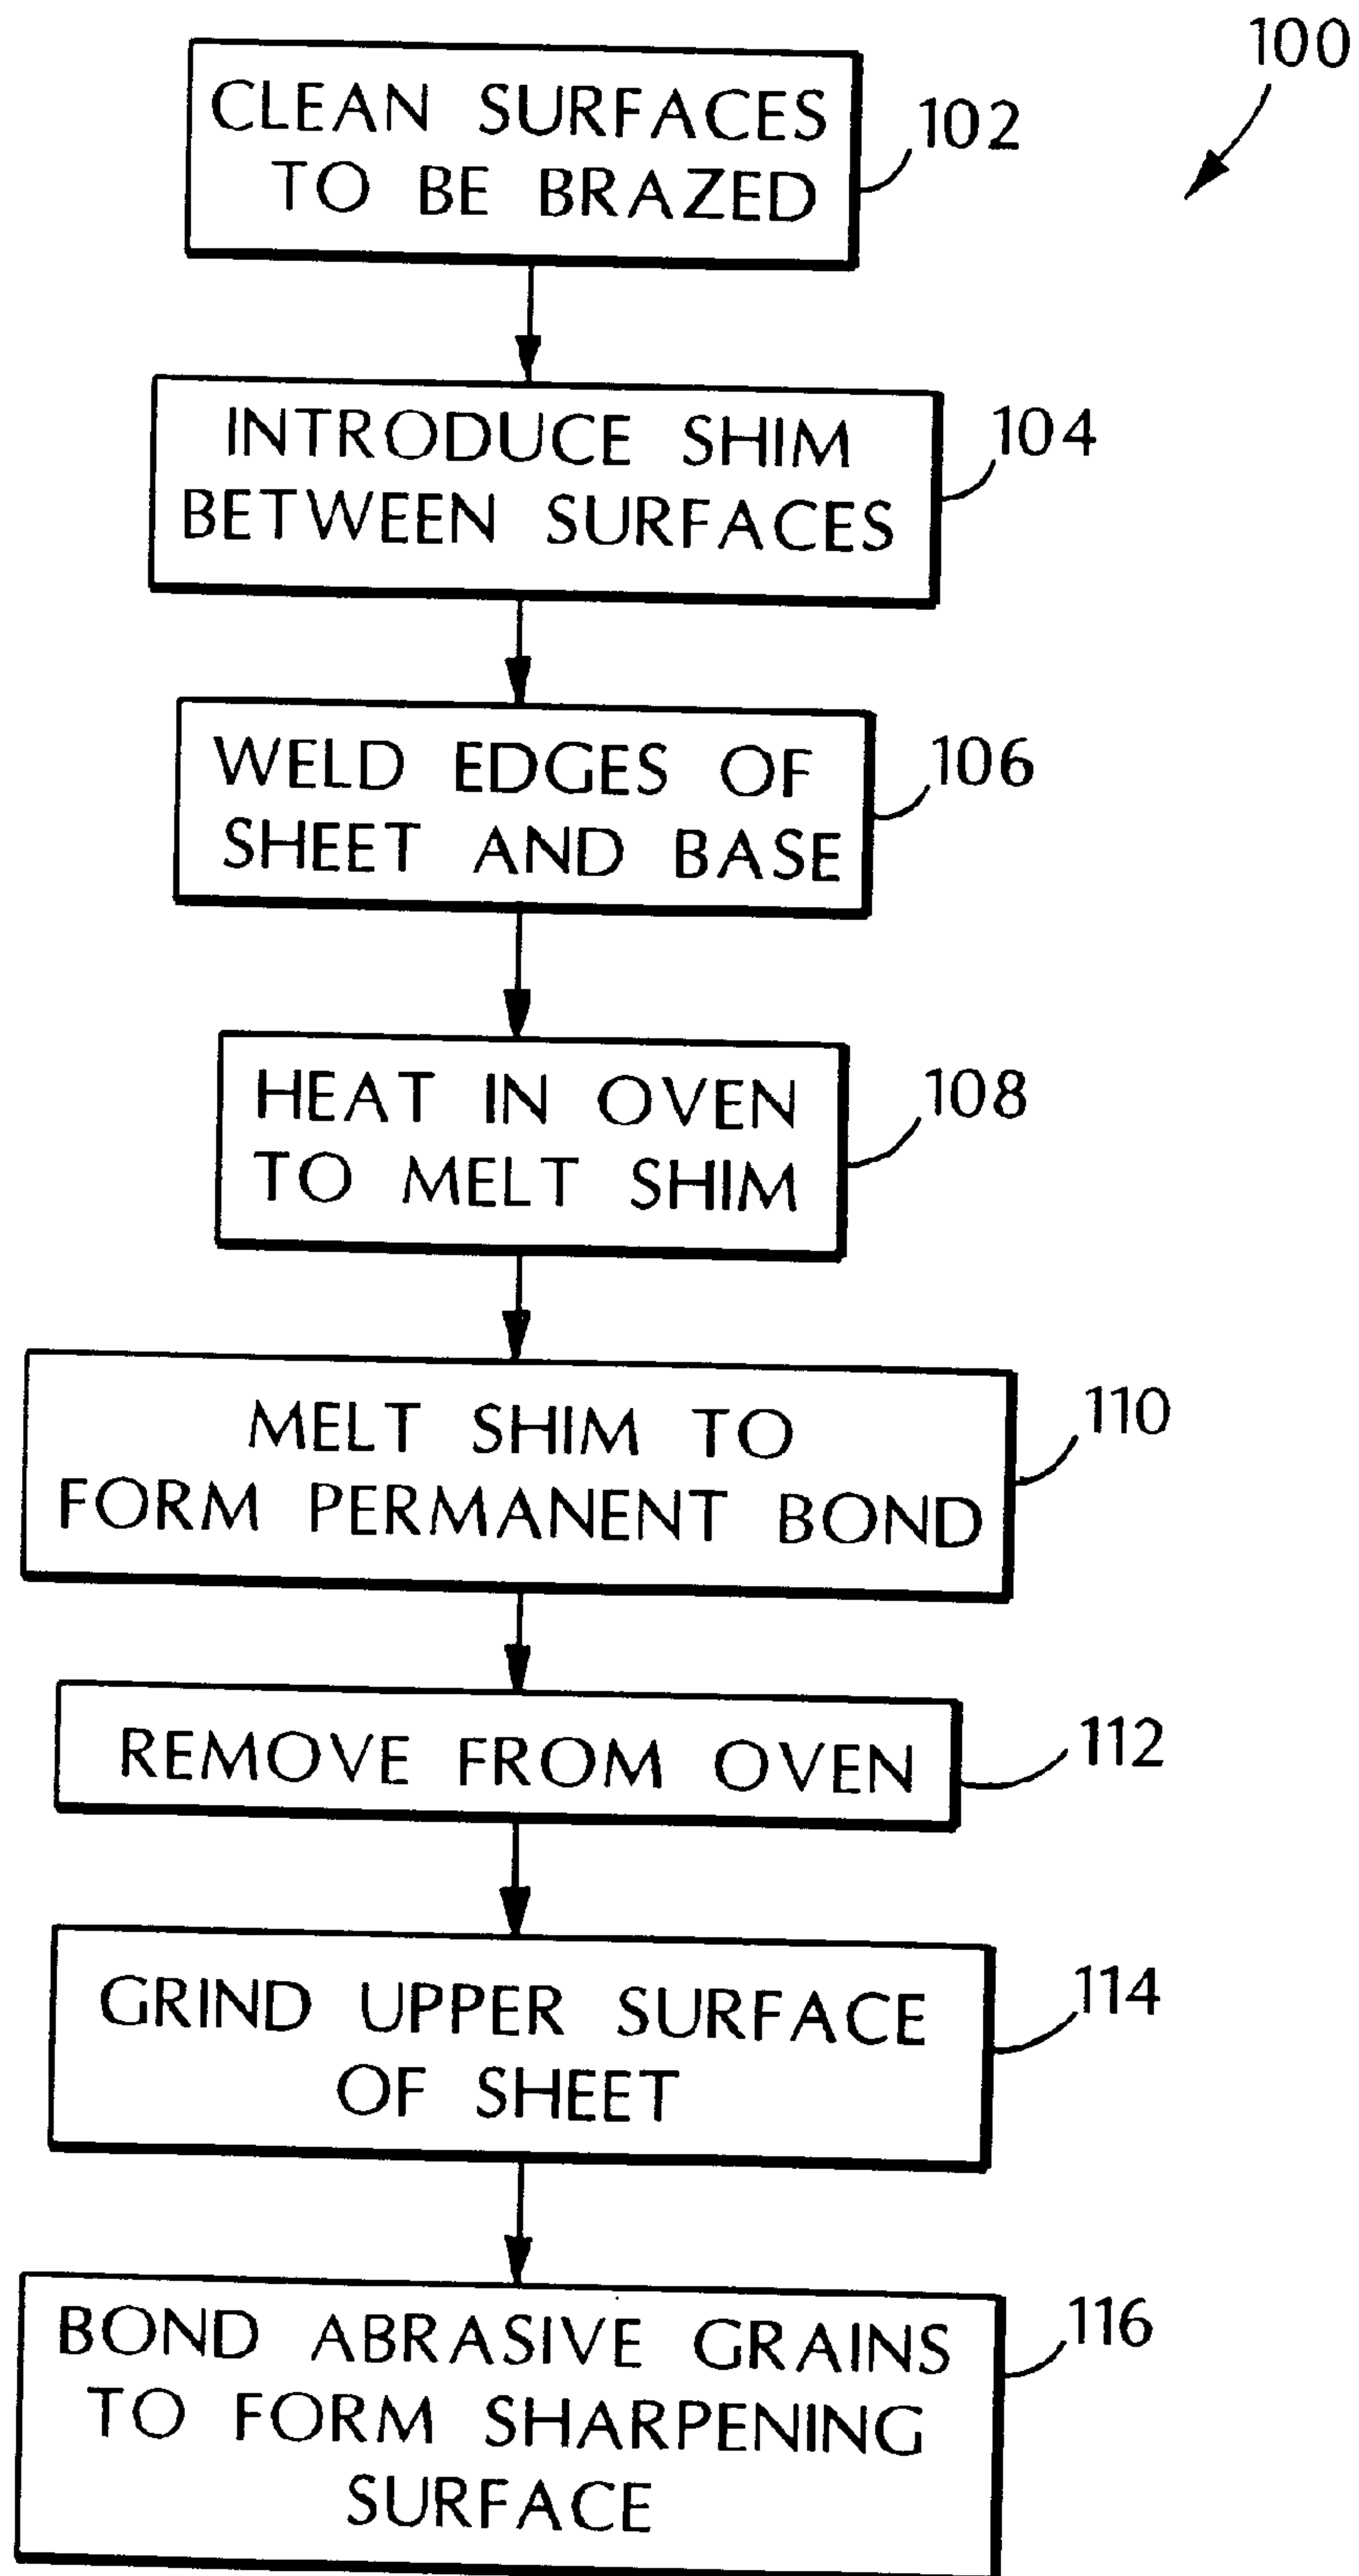 100
CLEAN SURFACES
TO BE BRAZED
102
INTRODUCE SHIM
BETWEEN SURFACES
104
WELD EDGES OF
SHEET AND BASE
106
HEAT IN OVEN
TO MELT SHIM
108
MELT SHIM TO
FORM PERMANENT BOND
110
REMOVE FROM OVEN
112
GRIND UPPER SURFACE
OF SHEET
114
BOND ABRASIVE GRAINS
TO FORM SHARPENING
SURFACE
116